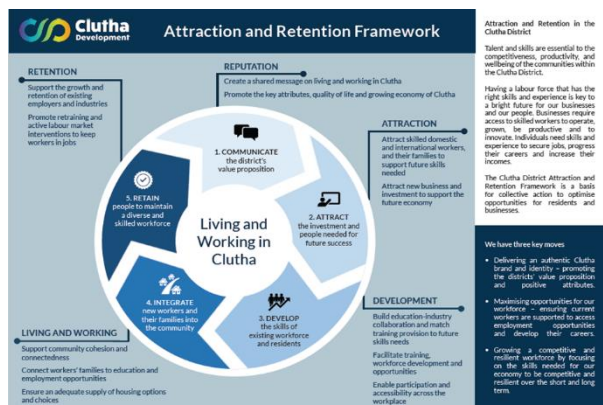 Clutha
Development
Attraction and Retention Framework
RETENTION
Support the growth and
retention of existing
employers and industries
Promote retraining and
active labour market
interventions to keep
workers in jobs
REPUTATION
Create a shared message on living and working in Clutha
Promote the key attributes, quality of life and growing economy of Clutha
ATTRACTION
Attract skilled domestic
and international workers,
and their families to
support future skills
needed
Attract new business and
investment to support the
future economy
1. COMMUNICATE
the district's
value proposition
2. ATTRACT
the investment and
people needed for
future success
3. DEVELOP
the skills of
existing workforce
and residents
4. INTEGRATE
new workers and
their families into
the community
5. RETAIN
people to maintain
a diverse and
skilled workforce
Living and
Working in
Clutha
LIVING AND WORKING
Support community cohesion and
connectedness
Connect workers' families to education and
employment opportunities
Ensure an adequate supply of housing options
and choices
DEVELOPMENT
Build education-industry
collaboration and match
training provision to future
skills needs
Facilitate training,
workforce development and
opportunities
Enable participation and
accessibility across the
workplace
Attraction and Retention in the
Clutha District
Talent and skills are essential to the
competitiveness, productivity, and
wellbeing of the communities within
the Clutha District.
Having a labour force that has the
right skills and experience is key to
a bright future for our businesses
and our people. Businesses require
access to skilled workers to operate,
grown, be productive and to
innovate. Individuals need skills and
experience to secure jobs, progress
their careers and increase their
incomes.
The Clutha District Attraction and
Retention Framework is a basis
for collective action to optimise
opportunities for residents and
businesses.
We have three key moves
• Delivering an authentic Clutha
brand and identity – promoting
the districts' value proposition
and positive attributes.
• Maximising opportunities for our
workforce – ensuring current
workers are supported to access
employment opportunities
and develop their careers.
• Growing a competitive and
resilient workforce by focusing
on the skills needed for our
economy to be competitive and
resilient over the short and long
term.